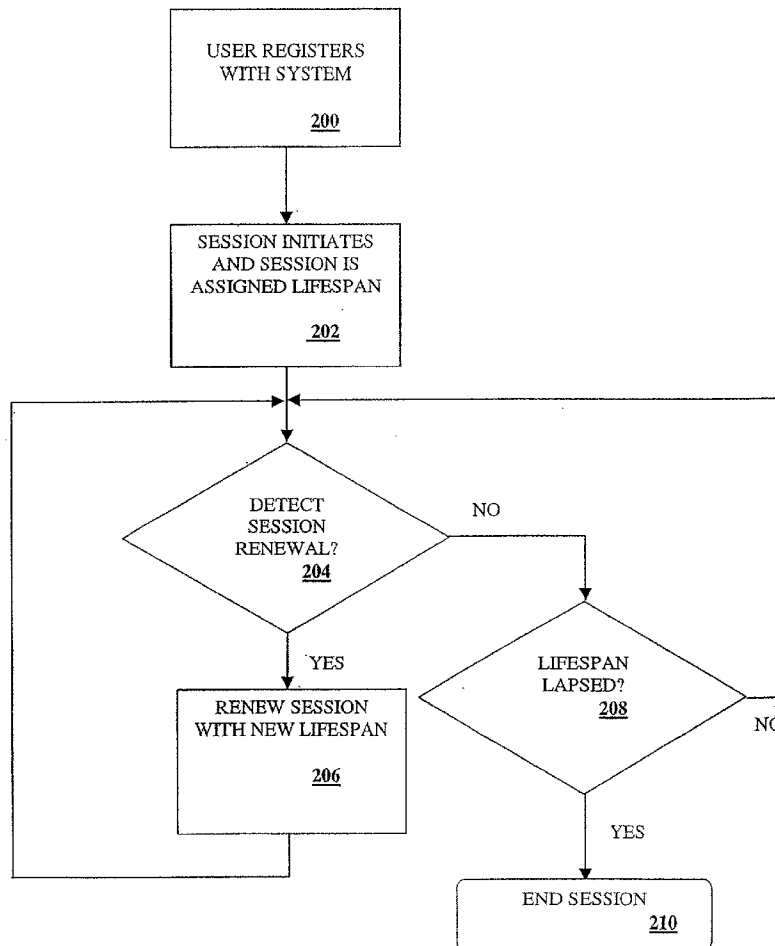 USER REGISTERS
WITH SYSTEM
200
SESSION INITIATES
AND SESSION IS
ASSIGNED LIFESPAN
202
DETECT
SESSION
RENEWAL?
204
NO
YES
LIFESPAN
LAPSED?
208
NO
RENEW SESSION
WITH NEW LIFESPAN
206
YES
END SESSION
210